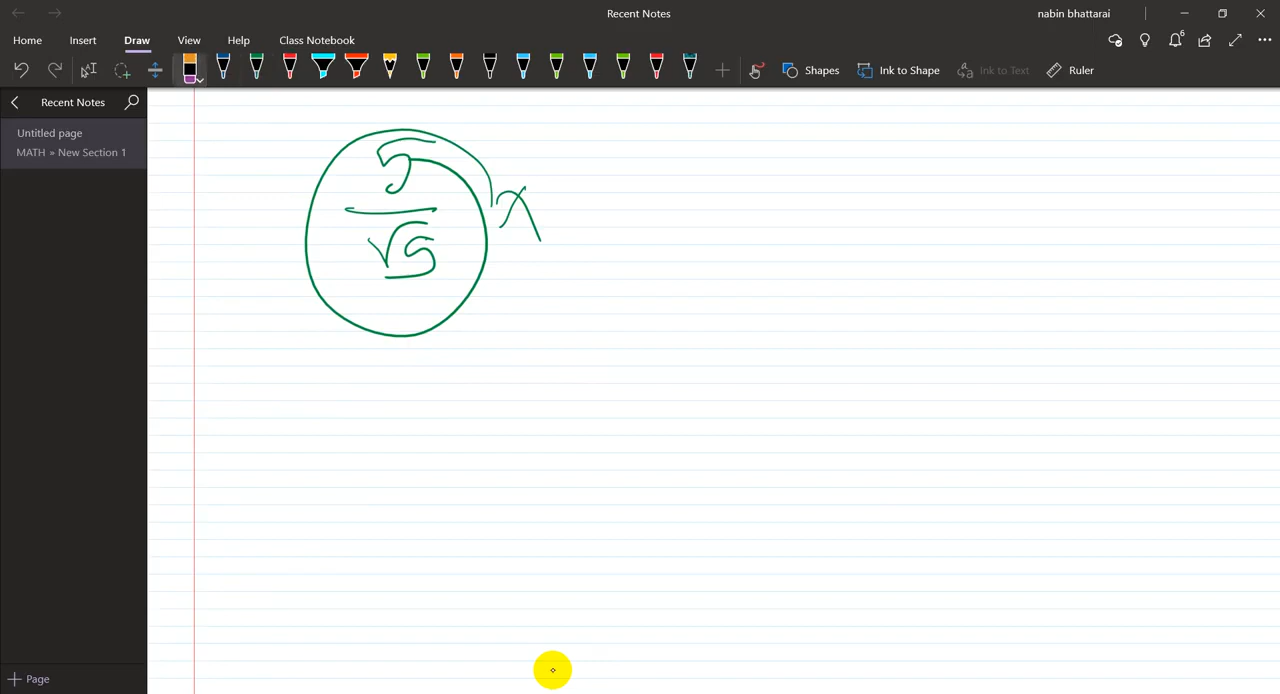 Recent Notes
nabin bhattarai
Home Insert Draw View Help Class Notebook
6
Shapes Ink to Shape Ink to Text Ruler
Recent Notes
Untitled page
MATH » New Section 1
5
√5
x
Page